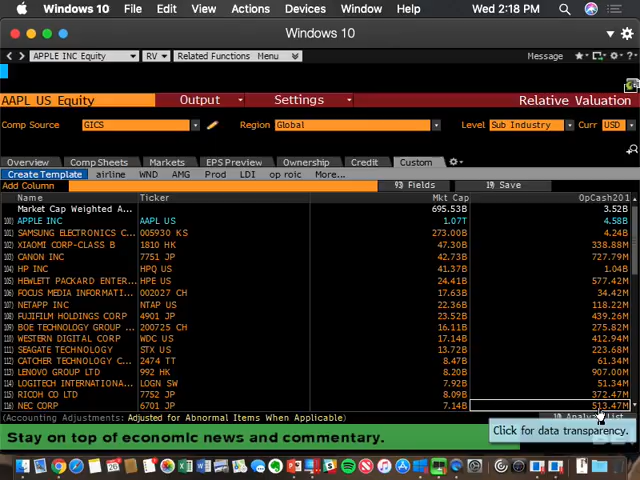 Windows 10 File Edit View Actions Devices Window Help Wed 2:18 PM
Windows 10
APPLE INC Equity RV Related Functions Menu Message
AAPL US Equity Output Settings Relative Valuation
Comp Source GICS Region Global Level Sub Industry Curr USD
Overview Comp Sheets Markets EPS Preview Ownership Credit Custom
Create Template airline WND AMG Prod LDI op roic More...
Add Column 93) Fields 10) Save
Name Ticker Mkt Cap OpCash201
Market Cap Weighted A... 695.53B 3.52B
100) APPLE INC AAPL US 1.07T 4.58B
101) SAMSUNG ELECTRONICS C... 005930 KS 273.00B 4.24B
102) XIAOMI CORP-CLASS B 1810 HK 47.30B 338.88M
103) CANON INC 7751 JP 42.73B 727.79M
104) HP INC HPQ US 41.37B 1.04B
105) HEWLETT PACKARD ENTER... HPE US 24.41B 577.42M
106) FOCUS MEDIA INFORMATI... 002027 CH 17.63B 34.42M
107) NETAPP INC NTAP US 22.36B 118.22M
108) FUJIFILM HOLDINGS CORP 4901 JP 23.52B 439.26M
109) BOE TECHNOLOGY GROUP ... 200725 CH 16.11B 275.82M
110) WESTERN DIGITAL CORP WDC US 17.43B 412.94M
111) SEAGATE TECHNOLOGY STX US 13.72B 223.68M
112) CATCHER TECHNOLOGY C... 2474 TT 8.47B 61.34M
113) LENOVO GROUP LTD 992 HK 8.20B 907.00M
114) LOGITECH INTERNATIONAL... LOGN SW 7.92B 51.34M
115) RICOH CO LTD 7752 JP 8.09B 372.47M
116) NEC CORP 6701 JP 7.14B 513.47M
(Accounting Adjustments: Adjusted for Abnormal Items When Applicable)
Stay on top of economic news and commentary.
Click for data transparency.